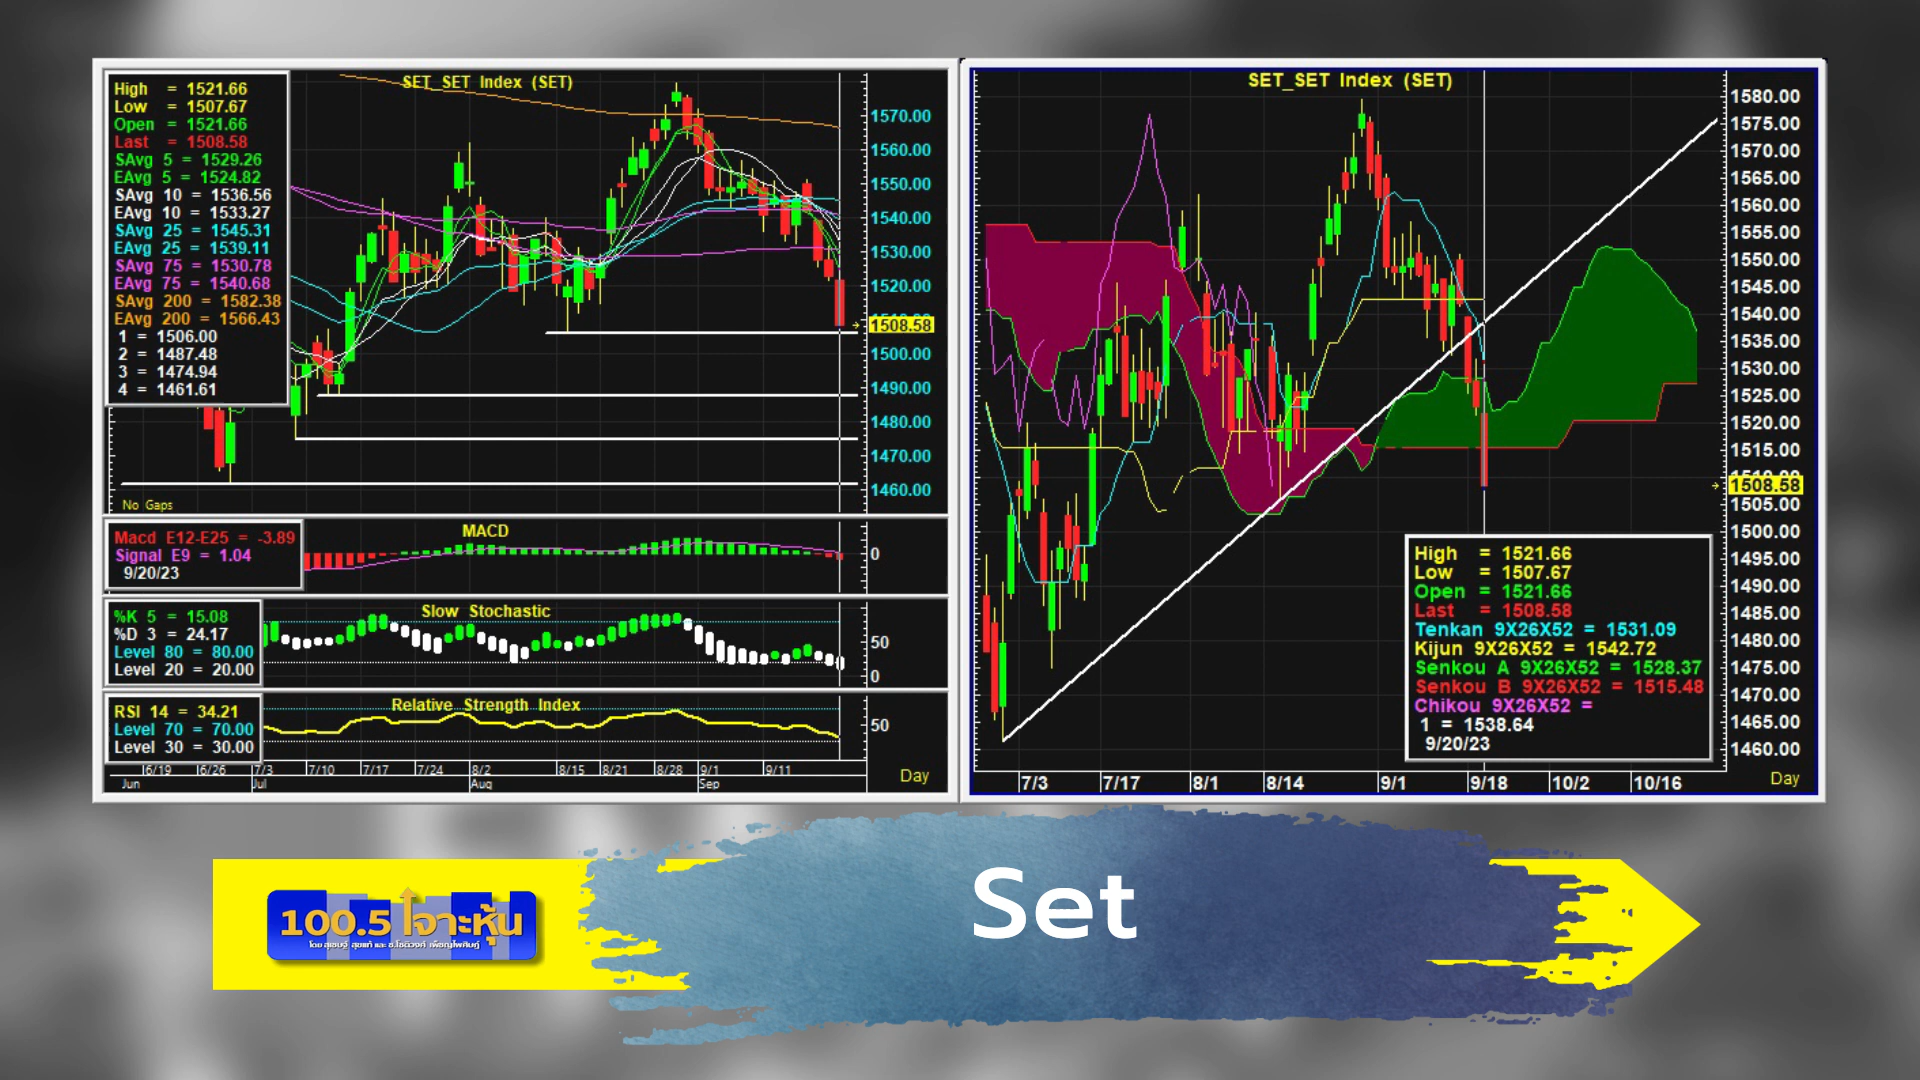 SET_SET Index (SET)
High = 1521.66
Low = 1507.67
Open = 1521.66
Last = 1508.58
SAvg 5 = 1529.26
EAvg 5 = 1524.82
SAvg 10 = 1536.56
EAvg 10 = 1533.27
SAvg 25 = 1545.31
EAvg 25 = 1539.11
SAvg 75 = 1530.78
EAvg 75 = 1540.68
SAvg 200 = 1582.38
EAvg 200 = 1566.43
1 = 1506.00
2 = 1487.48
3 = 1474.94
4 = 1461.61
No Gaps
1570.00
1560.00
1550.00
1540.00
1530.00
1520.00
1508.58
1500.00
1490.00
1480.00
1470.00
1460.00
MACD
Macd E12-E25 = -3.89
Signal E9 = 1.04
9/20/23
0
Slow Stochastic
%K 5 = 15.08
%D 3 = 24.17
Level 80 = 80.00
Level 20 = 20.00
50
0
Relative Strength Index
RSI 14 = 34.21
Level 70 = 70.00
Level 30 = 30.00
50
6/19 6/26 7/3 7/10 7/17 7/24 8/2 8/15 8/21 8/28 9/1 9/11
Jun Jul Aug Sep
Day
SET_SET Index (SET)
1580.00
1575.00
1570.00
1565.00
1560.00
1555.00
1550.00
1545.00
1540.00
1535.00
1530.00
1525.00
1520.00
1515.00
1508.58
1505.00
1500.00
1495.00
1490.00
1485.00
1480.00
1475.00
1470.00
1465.00
1460.00
High = 1521.66
Low = 1507.67
Open = 1521.66
Last = 1508.58
Tenkan 9X26X52 = 1531.09
Kijun 9X26X52 = 1542.72
Senkou A 9X26X52 = 1528.37
Senkou B 9X26X52 = 1515.48
Chikou 9X26X52 =
1 = 1538.64
9/20/23
7/3 7/17 8/1 8/14 9/1 9/18 10/2 10/16
Day
100.5 เจาะหุ้น
Set